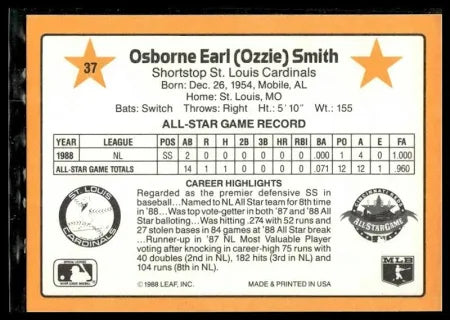 37
Osborne Earl (Ozzie) Smith
Shortstop St. Louis Cardinals
Born: Dec. 26, 1954, Mobile, AL
Home: St. Louis, MO
Bats: Switch Throws: Right Ht.: 5'10" Wt.: 155
ALL-STAR GAME RECORD
YEAR LEAGUE POS AB R H 2B 3B HR RBI BA PO A E FA
1988 NL SS 2 0 0 0 0 0 0 .000 1 4 0 1.000
ALL-STAR GAME TOTALS 14 1 1 0 0 0 0 .071 12 12 1 .960
CAREER HIGHLIGHTS
Regarded as the premier defensive SS in
baseball...Named to NL All Star team for 8th time
in '88...Was top vote-getter in both '87 and '88 All
Star balloting...Was hitting .274 with 52 runs and
27 stolen bases in 84 games at '88 All Star break
...Runner-up in '87 NL Most Valuable Player
voting after knocking in career-high 75 runs with
40 doubles (2nd in NL), 182 hits (3rd in NL) and
104 runs (8th in NL).
ST. LOUIS
CARDINALS
CINCINNATI REDS
ALL STAR GAME
MLB
© 1988 LEAF, INC. MADE & PRINTED IN USA